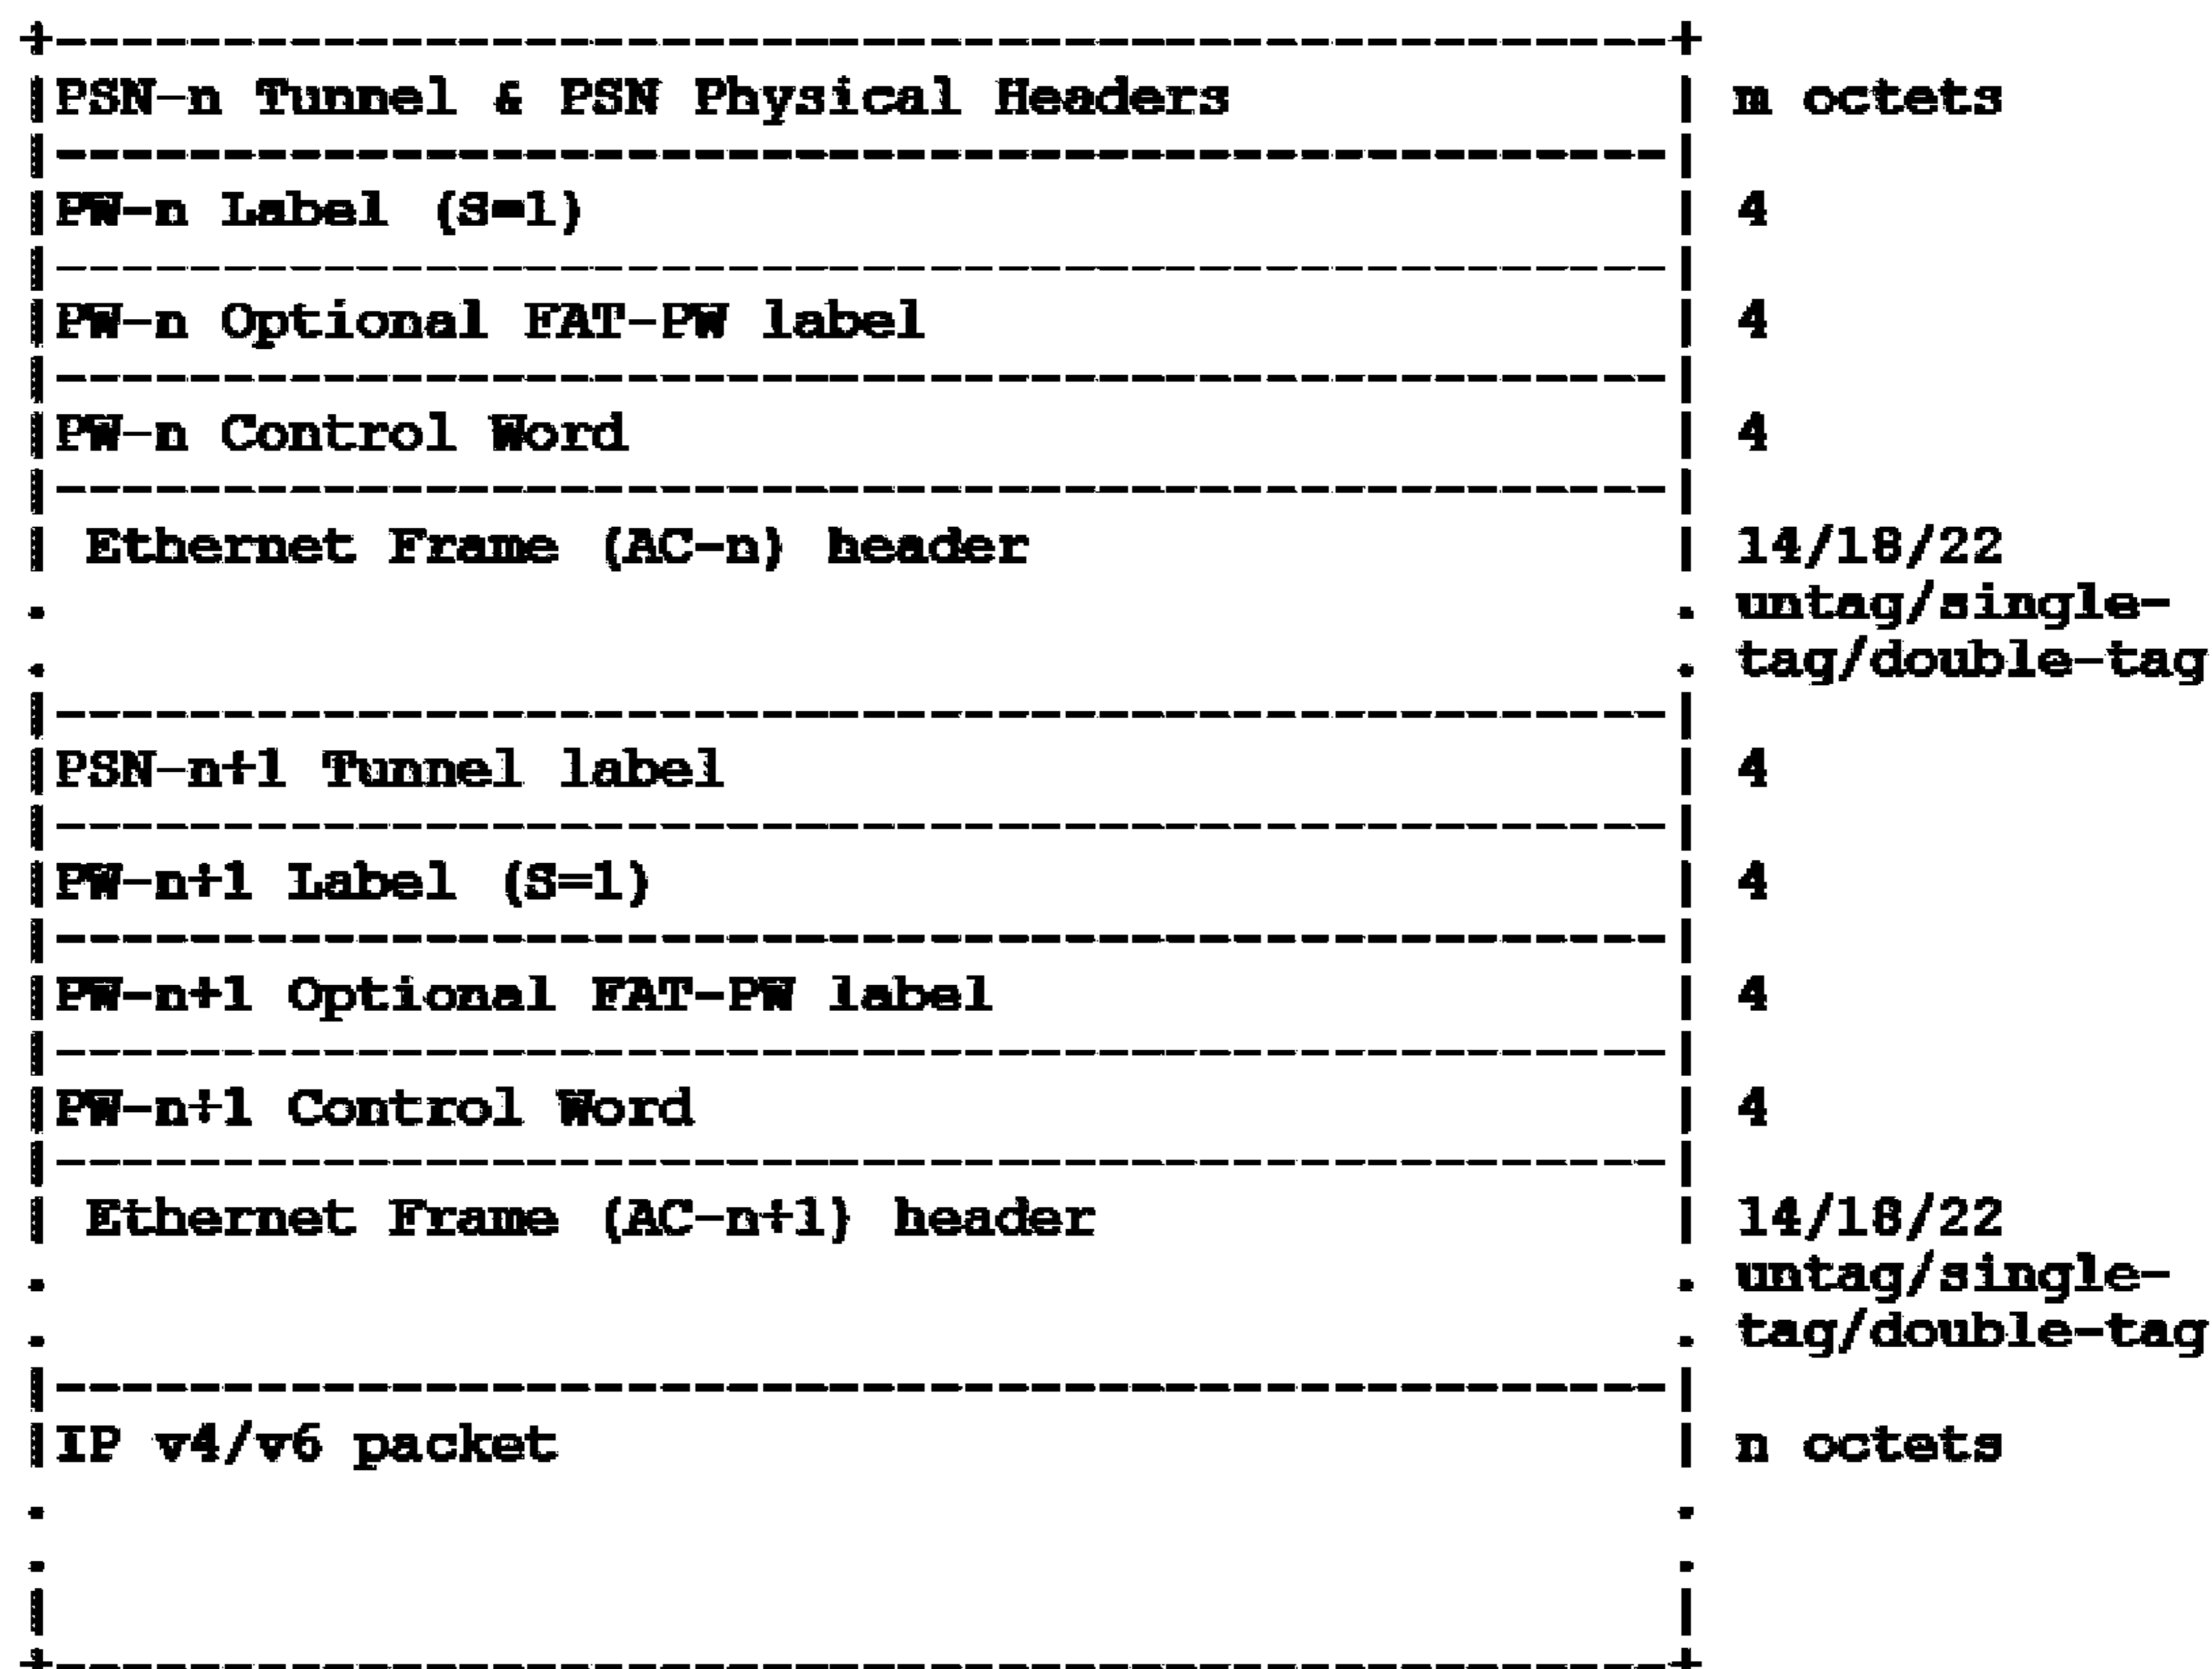 +-------------------------------------------------+
|PSN-n Tunnel & PSN Physical Headers              | m octets
|-------------------------------------------------|
|PW-n Label (S=1)                                 | 4
|-------------------------------------------------|
|PW-n Optional FAT-PW label                       | 4
|-------------------------------------------------|
|PW-n Control Word                                | 4
|-------------------------------------------------|
| Ethernet Frame (AC-n) header                    | 14/18/22
.                                                 . untag/single-
.                                                 . tag/double-tag
|-------------------------------------------------|
|PSN-n+1 Tunnel label                             | 4
|-------------------------------------------------|
|PW-n+1 Label (S=1)                               | 4
|-------------------------------------------------|
|PW-n+1 Optional FAT-PW label                     | 4
|-------------------------------------------------|
|PW-n+1 Control Word                              | 4
|-------------------------------------------------|
| Ethernet Frame (AC-n+1) header                  | 14/18/22
.                                                 . untag/single-
.                                                 . tag/double-tag
|-------------------------------------------------|
|IP v4/v6 packet                                  | n octets
.                                                 .
.                                                 .
|                                                 |
+-------------------------------------------------+